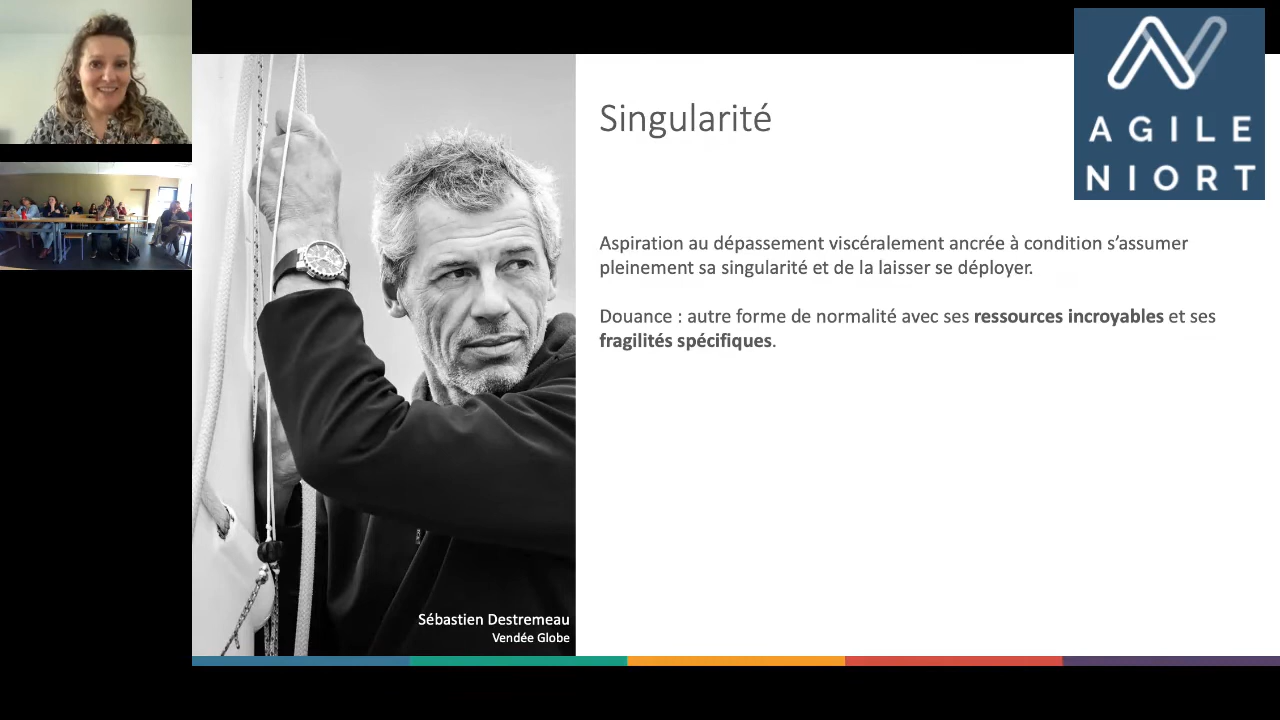 Singularité
AGILE
NIORT
Aspiration au dépassement viscéralement ancrée à condition s’assumer
pleinement sa singularité et de la laisser se déployer.
Douance : autre forme de normalité avec ses ressources incroyables et ses
fragilités spécifiques.
Sébastien Destremeau
Vendée Globe